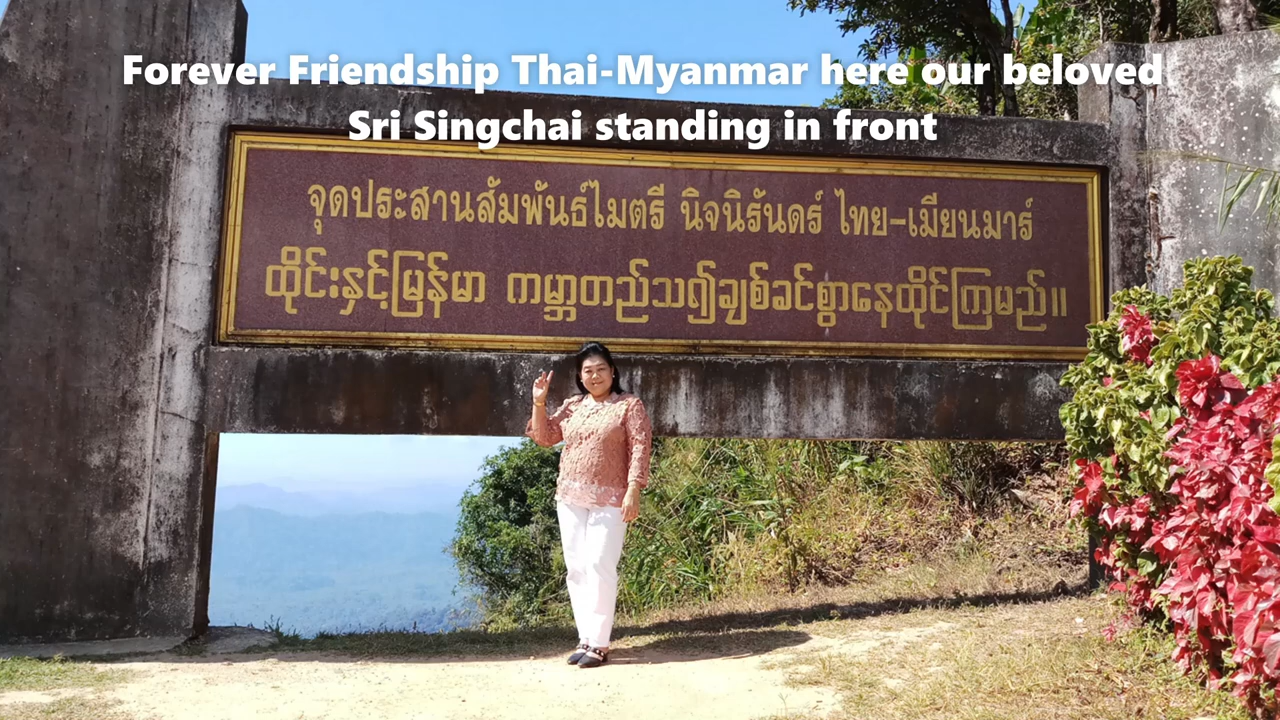 Forever Friendship Thai-Myanmar here our beloved
Sri Singchai standing in front
จุดประสานสัมพันธ์ไมตรี นิจนิรันดร์ ไทย-เมียนมาร์
ထိုင်းနှင့်မြန်မာ ကမ္ဘာတည်သ၍ချစ်ခင်စွာနေထိုင်ကြမည်။